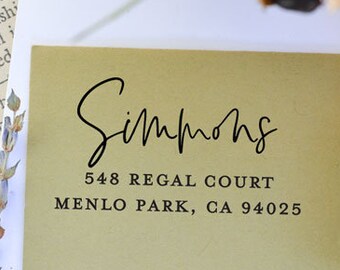 Simmons
548 REGAL COURT
MENLO PARK, CA 94025